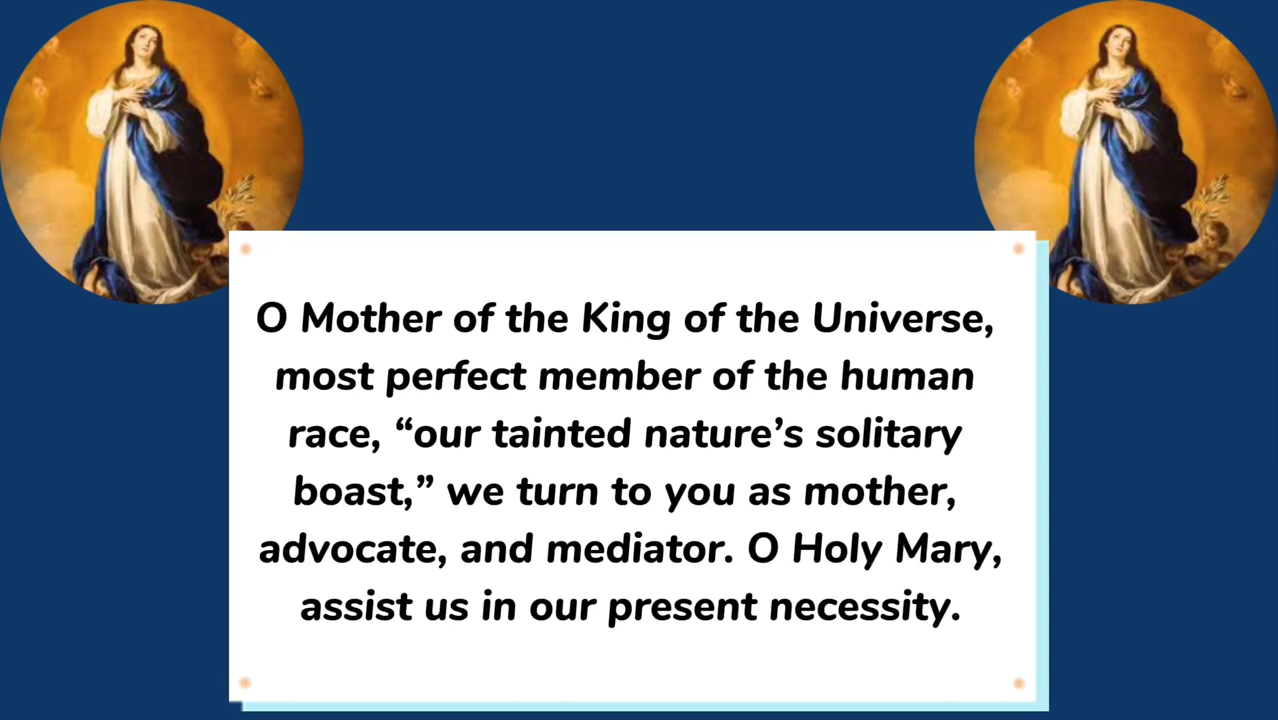 O Mother of the King of the Universe,
most perfect member of the human
race, “our tainted nature’s solitary
boast,” we turn to you as mother,
advocate, and mediator. O Holy Mary,
assist us in our present necessity.